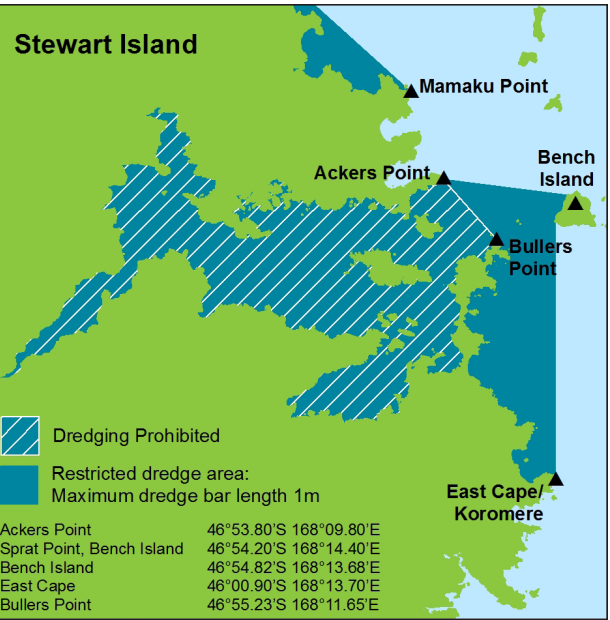 Stewart Island
Mamaku Point
Ackers Point
Bench
Island
Bullers
Point
Dredging Prohibited
Restricted dredge area:
Maximum dredge bar length 1m
East Cape/
Koromere
Ackers Point 46°53.80'S 168°09.80'E
Sprat Point, Bench Island 46°54.20'S 168°14.40'E
Bench Island 46°54.82'S 168°13.68'E
East Cape 46°00.90'S 168°13.70'E
Bullers Point 46°55.23'S 168°11.65'E